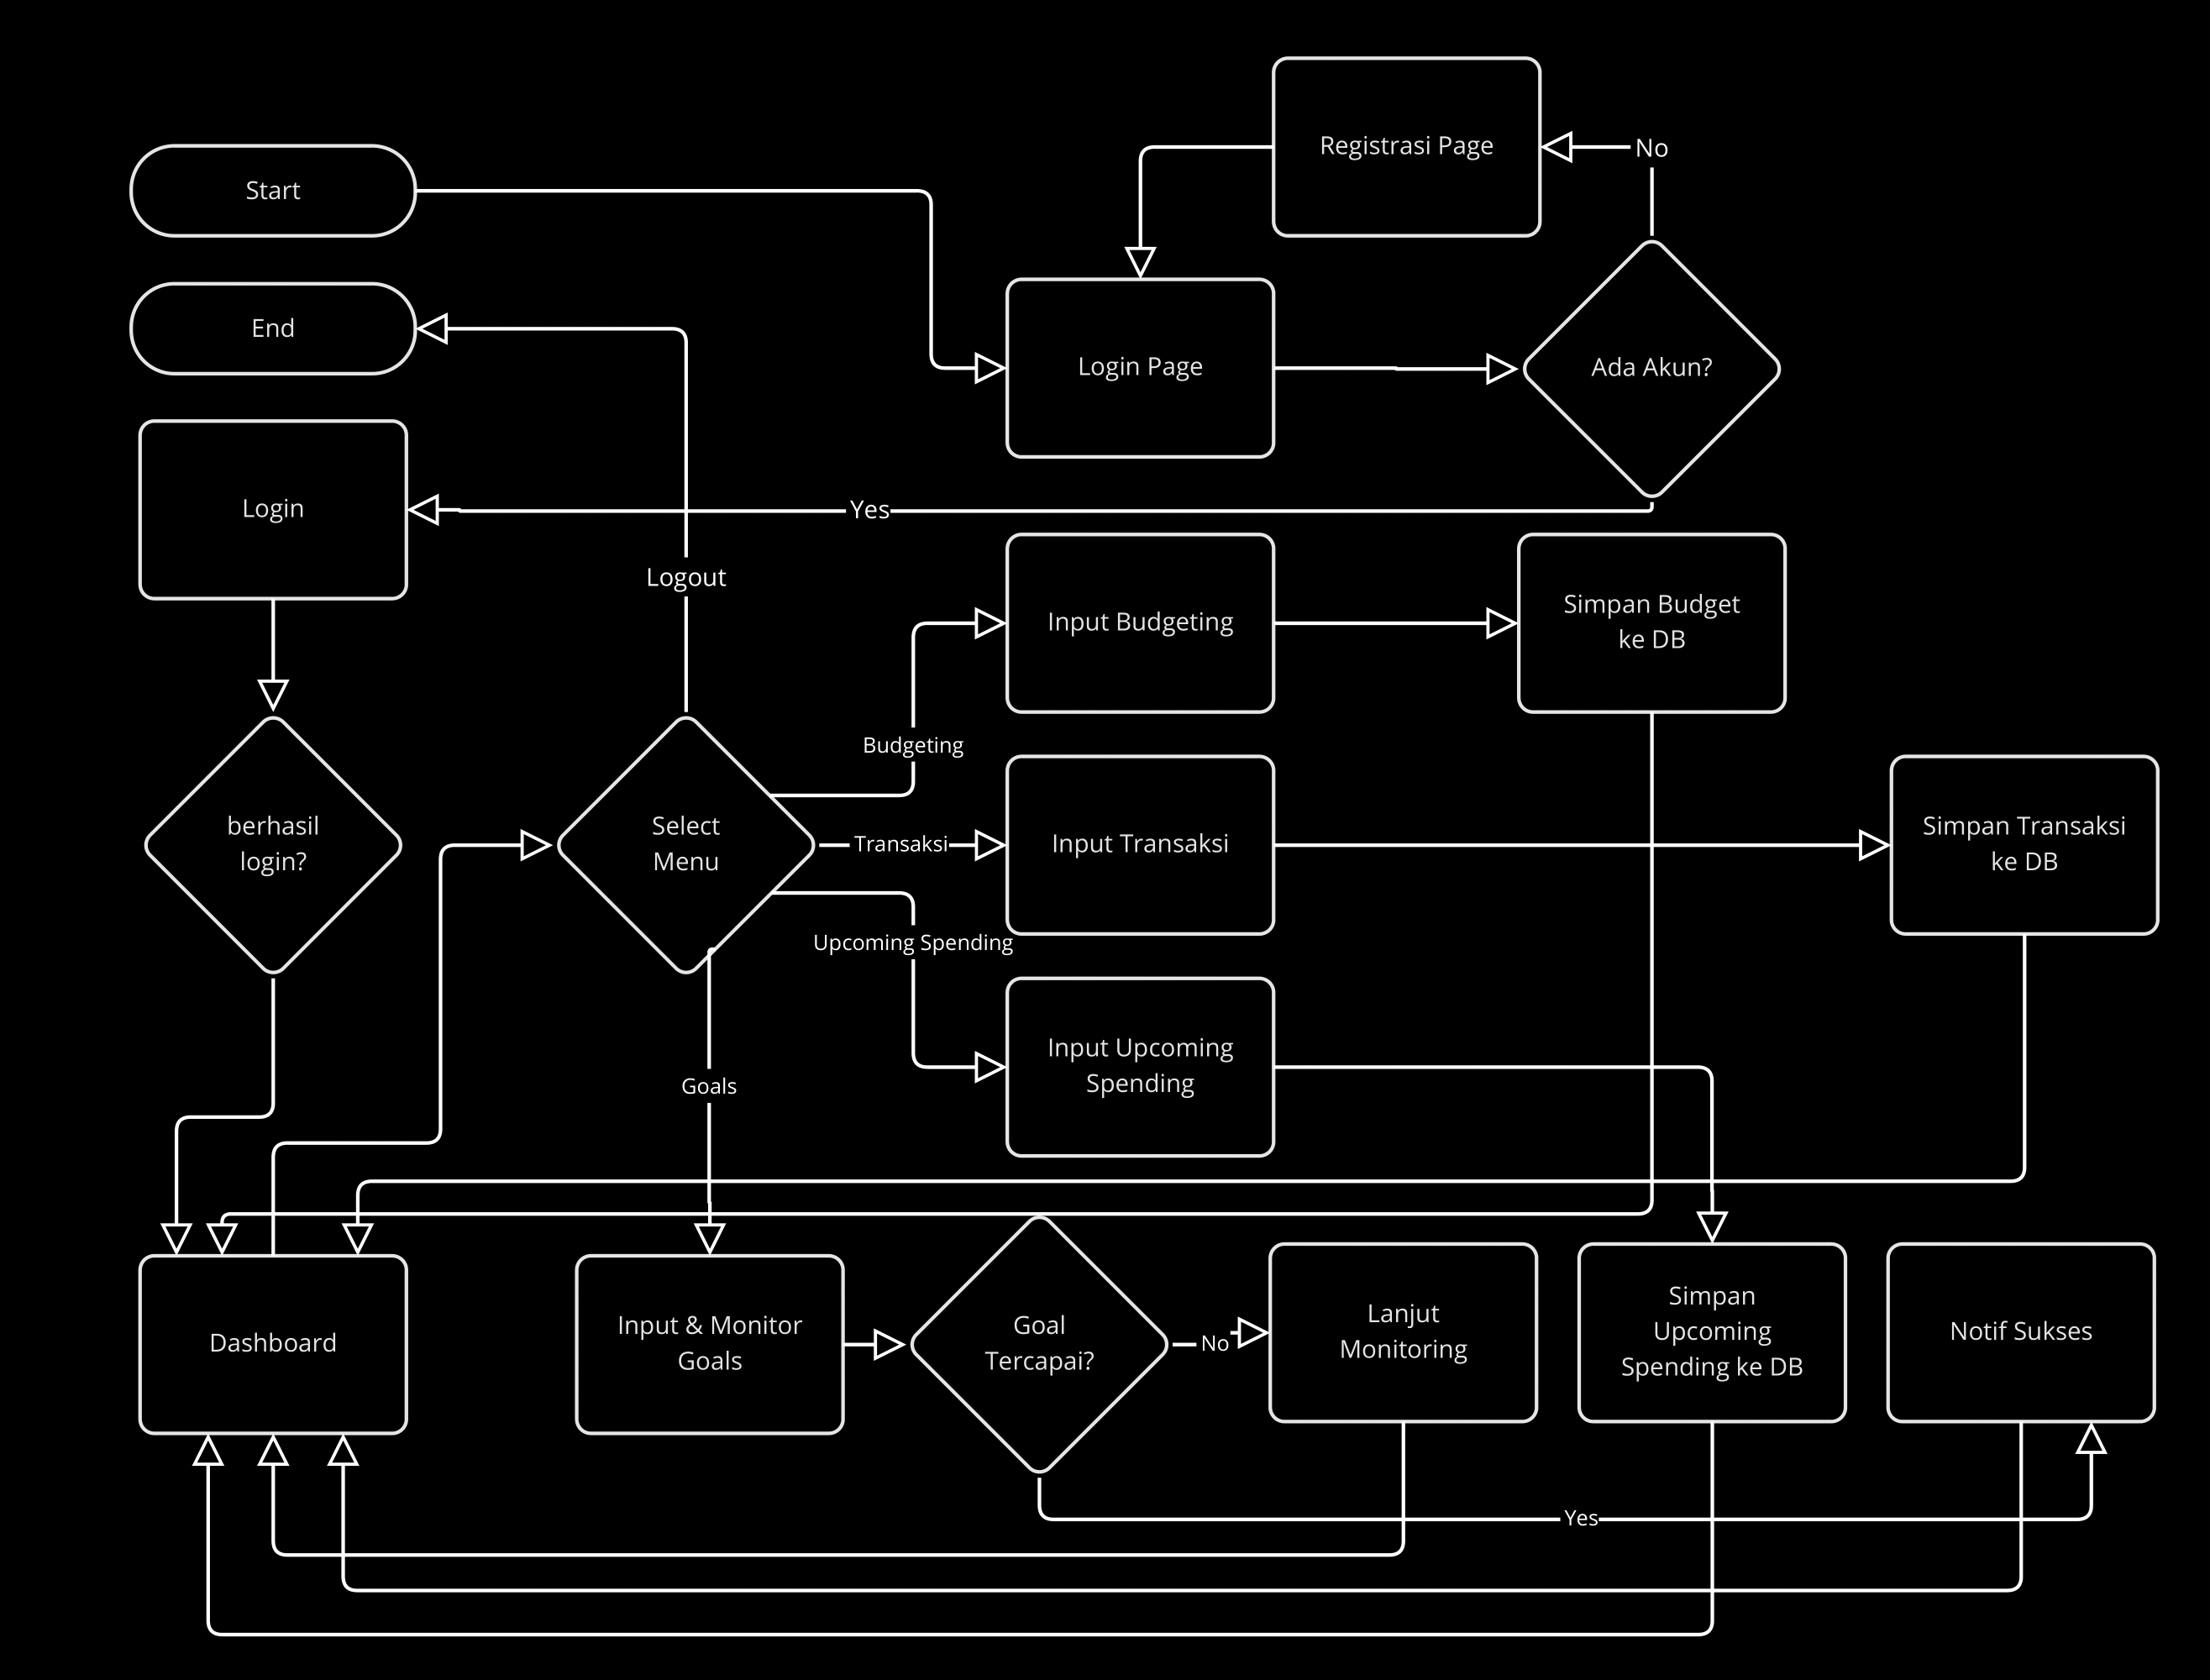 Registrasi Page
No
Start
End
Login Page
Ada Akun?
Login
Yes
Logout
Input Budgeting
Simpan Budget
ke DB
Budgeting
berhasil
login?
Select
Menu
Transaksi
Input Transaksi
Simpan Transaksi
ke DB
Upcoming Spending
Input Upcoming
Spending
Goals
Dashboard
Input & Monitor
Goals
Goal
Tercapai?
No
Lanjut
Monitoring
Simpan
Upcoming
Spending ke DB
Notif Sukses
Yes